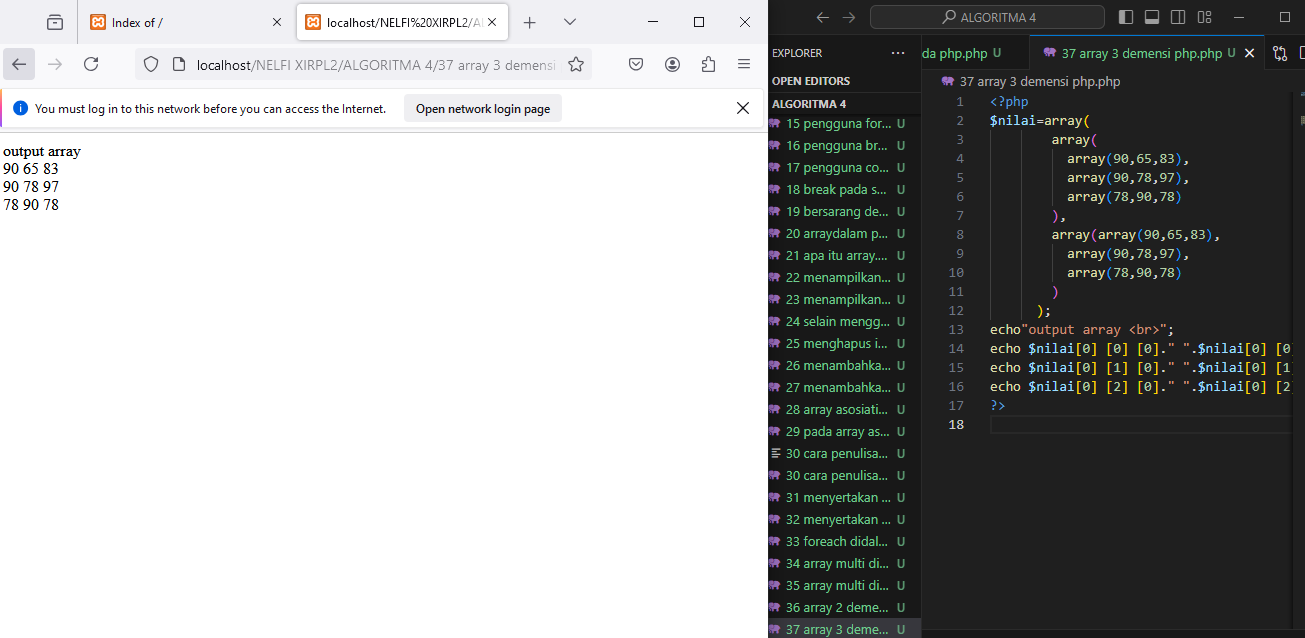 Index of /
localhost/NELFI%20XIRPL2/AL
localhost/NELFI XIRPL2/ALGORITMA 4/37 array 3 demensi
You must log in to this network before you can access the Internet.
Open network login page
output array
90 65 83
90 78 97
78 90 78
ALGORITMA 4
EXPLORER
OPEN EDITORS
ALGORITMA 4
15 pengguna for... U
16 pengguna br... U
17 pengguna co... U
18 break pada s... U
19 bersarang de... U
20 arraydalam p... U
21 apa itu array.... U
22 menampilkan... U
23 menampilkan... U
24 selain mengg... U
25 menghapus i... U
26 menambahka... U
27 menambahka... U
28 array asosiati... U
29 pada array as... U
30 cara penulisa... U
30 cara penulisa... U
31 menyertakan ... U
32 menyertakan ... U
33 foreach didal... U
34 array multi di... U
35 array multi di... U
36 array 2 deme... U
37 array 3 deme... U
da php.php U
37 array 3 demensi php.php U
37 array 3 demensi php.php
1 <?php
2 $nilai=array(
3 array(
4 array(90,65,83),
5 array(90,78,97),
6 array(78,90,78)
7 ),
8 array(array(90,65,83),
9 array(90,78,97),
10 array(78,90,78)
11 )
12 );
13 echo"output array <br>";
14 echo $nilai[0] [0] [0]." ".$nilai[0] [0]
15 echo $nilai[0] [1] [0]." ".$nilai[0] [1
16 echo $nilai[0] [2] [0]." ".$nilai[0] [2
17 ?>
18